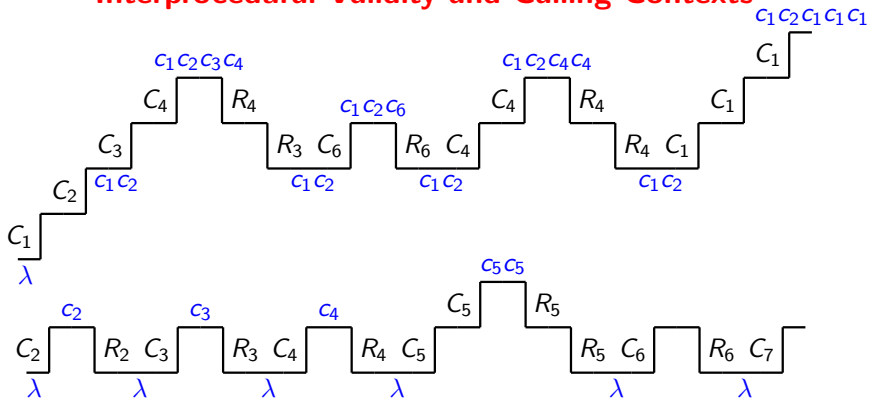 Interprocedural Validity and Calling Contexts
c₁c₂c₁c₁c₁
c₁c₂c₃c₄ c₁c₂c₄c₄ C₁
C₄ R₄ c₁c₂c₆ C₄ R₄ C₁
C₃ R₃ C₆ R₆ C₄ R₄ C₁
c₁c₂ c₁c₂ c₁c₂ c₁c₂
C₂
C₁
λ
c₅c₅
c₂ c₃ c₄ C₅ R₅
C₂ R₂ C₃ R₃ C₄ R₄ C₅ R₅ C₆ R₆ C₇
λ λ λ λ λ λ